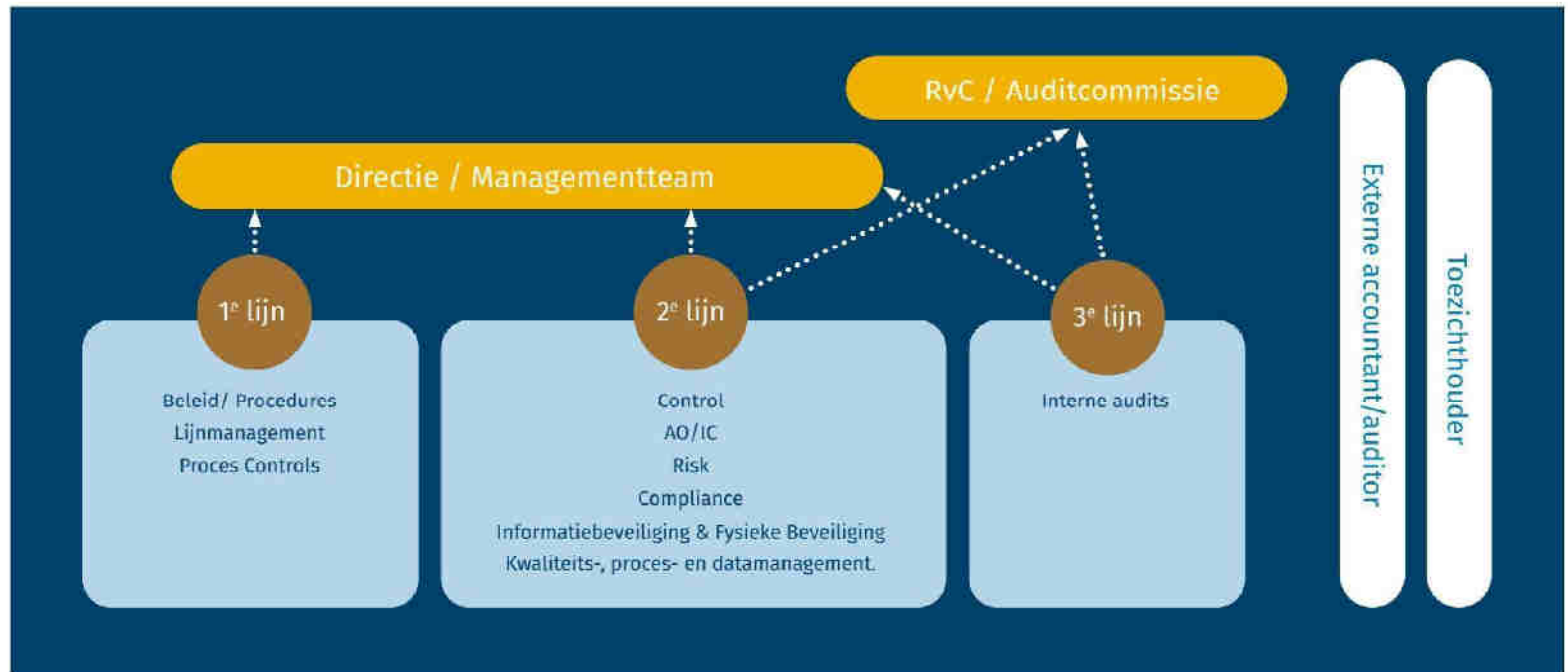 RvC / Auditcommissie
Directie / Managementteam
1e lijn
Beleid/ Procedures
Lijnmanagement
Proces Controls
2e lijn
Control
AO/IC
Risk
Compliance
Informatiebeveiliging & Fysieke Beveiliging
Kwaliteits-, proces- en datamanagement.
3e lijn
Interne audits
Externe accountant/auditor
Toezichthouder